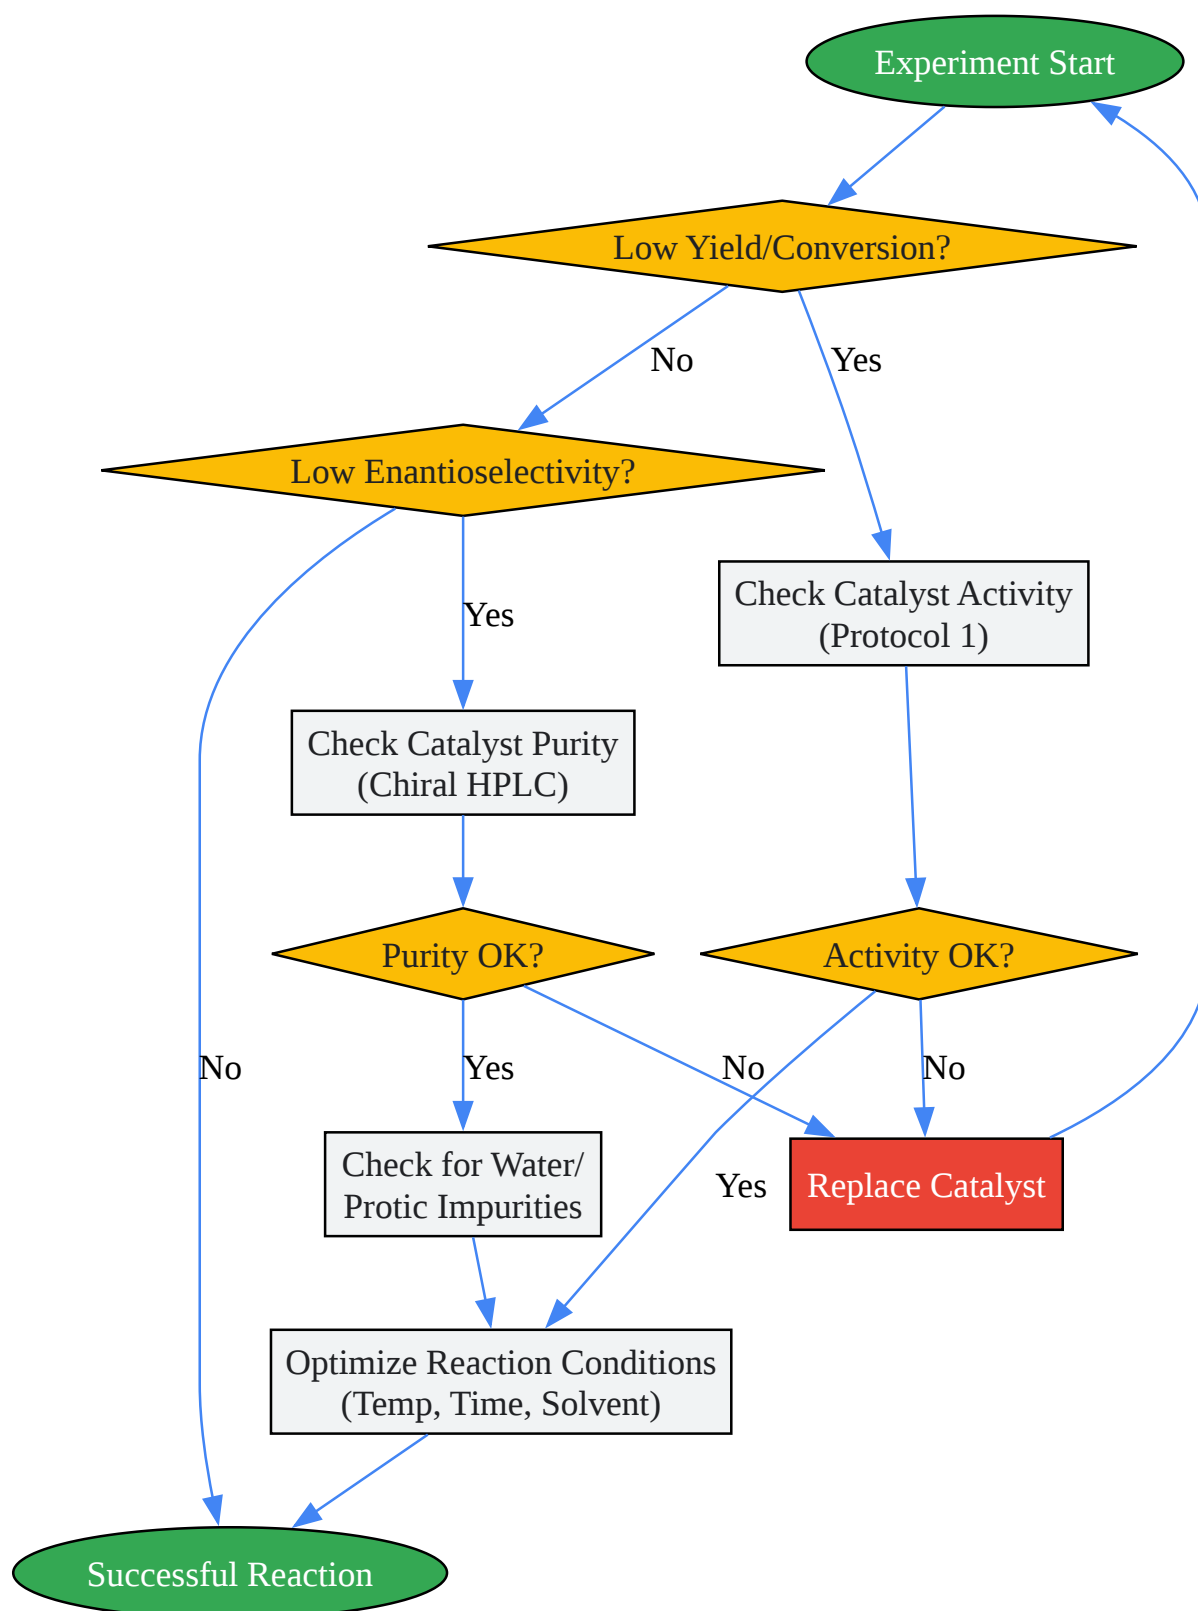 Experiment Start
Low Yield/Conversion?
No
Yes
Low Enantioselectivity?
Yes
Check Catalyst Activity
(Protocol 1)
Check Catalyst Purity
(Chiral HPLC)
Purity OK?
Activity OK?
No
Yes
No
No
Check for Water/
Protic Impurities
Yes
Replace Catalyst
Optimize Reaction Conditions
(Temp, Time, Solvent)
Successful Reaction